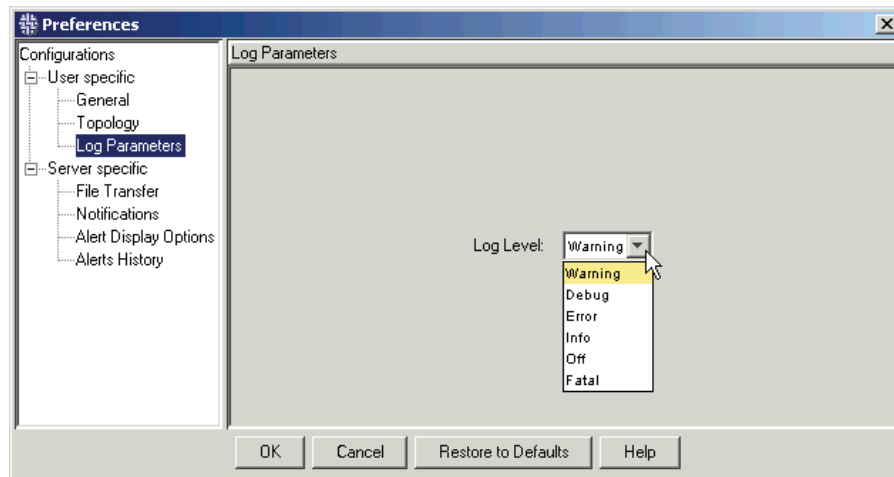 Preferences
Configurations
User specific
General
Topology
Log Parameters
Server specific
File Transfer
Notifications
Alert Display Options
Alerts History
Log Parameters
Log Level: Warning
Warning
Debug
Error
Info
Off
Fatal
OK Cancel Restore to Defaults Help